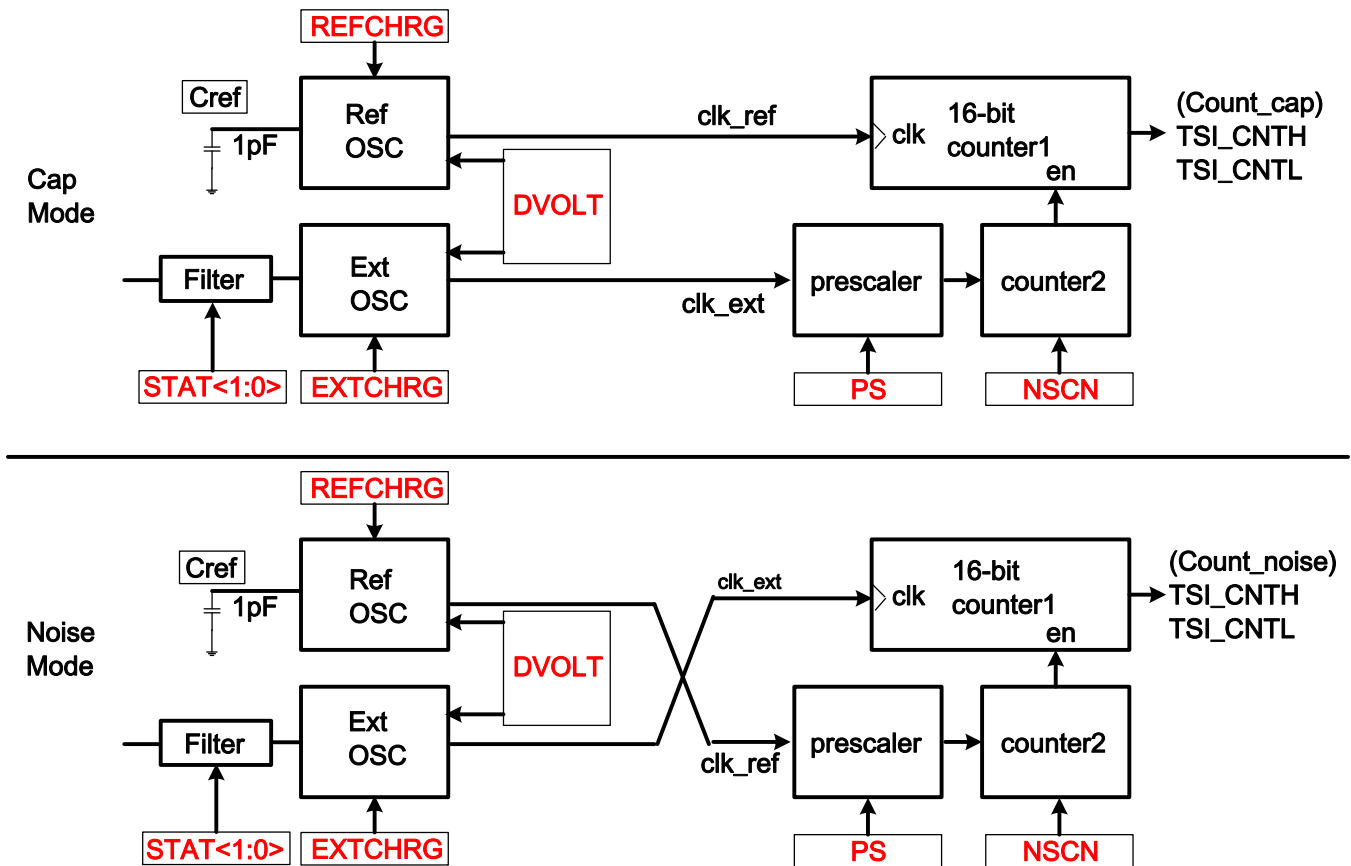 REFCHRG
Cref
1pF
Ref
OSC
clk_ref
clk
16-bit
counter1
en
(Count_cap)
TSI_CNTH
TSI_CNTL
Cap
Mode
DVOLT
Filter
Ext
OSC
clk_ext
prescaler
counter2
STAT<1:0>
EXTCHRG
PS
NSCN
REFCHRG
Cref
1pF
Ref
OSC
clk_ext
clk
16-bit
counter1
en
(Count_noise)
TSI_CNTH
TSI_CNTL
Noise
Mode
DVOLT
Filter
Ext
OSC
clk_ref
prescaler
counter2
STAT<1:0>
EXTCHRG
PS
NSCN